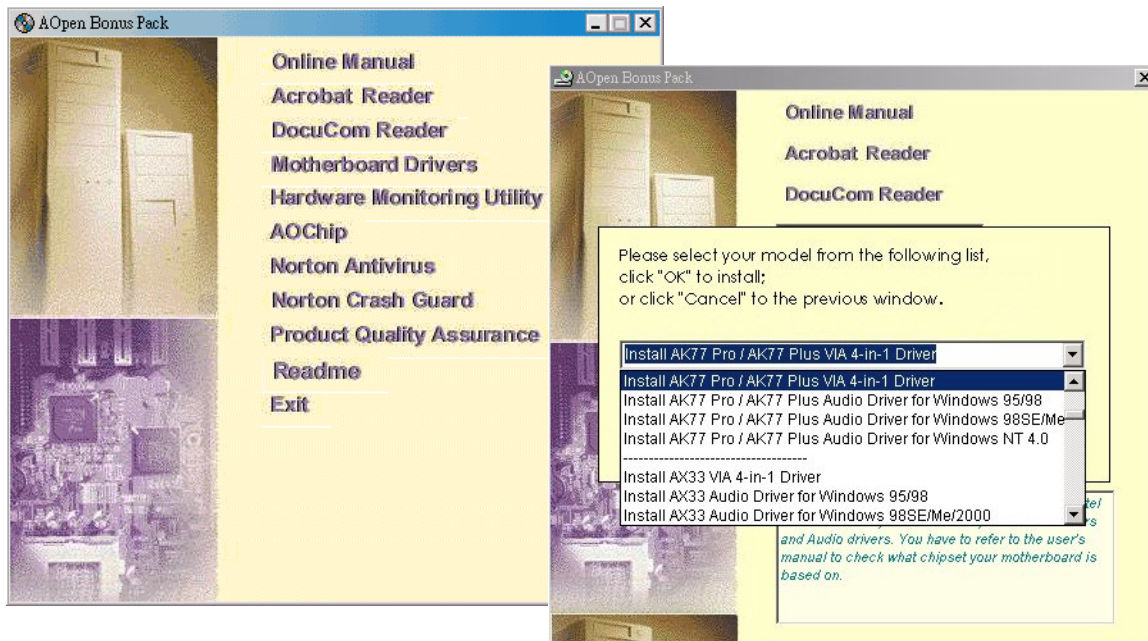 AOpen Bonus Pack
Online Manual
Acrobat Reader
DocuCom Reader
Motherboard Drivers
Hardware Monitoring Utility
AOChip
Norton Antivirus
Norton Crash Guard
Product Quality Assurance
Readme
Exit
AOpen Bonus Pack
Online Manual
Acrobat Reader
DocuCom Reader
Please select your model from the following list,
click "OK" to install;
or click "Cancel" to the previous window.
Install AK77 Pro / AK77 Plus VIA 4-in-1 Driver
Install AK77 Pro / AK77 Plus VIA 4-in-1 Driver
Install AK77 Pro / AK77 Plus Audio Driver for Windows 95/98
Install AK77 Pro / AK77 Plus Audio Driver for Windows 98SE/Me
Install AK77 Pro / AK77 Plus Audio Driver for Windows NT 4.0
-----------------------------------
Install AX33 VIA 4-in-1 Driver
Install AX33 Audio Driver for Windows 95/98
Install AX33 Audio Driver for Windows 98SE/Me/2000
and Audio drivers. You have to refer to the user's
manual to check what chipset your motherboard is
based on.